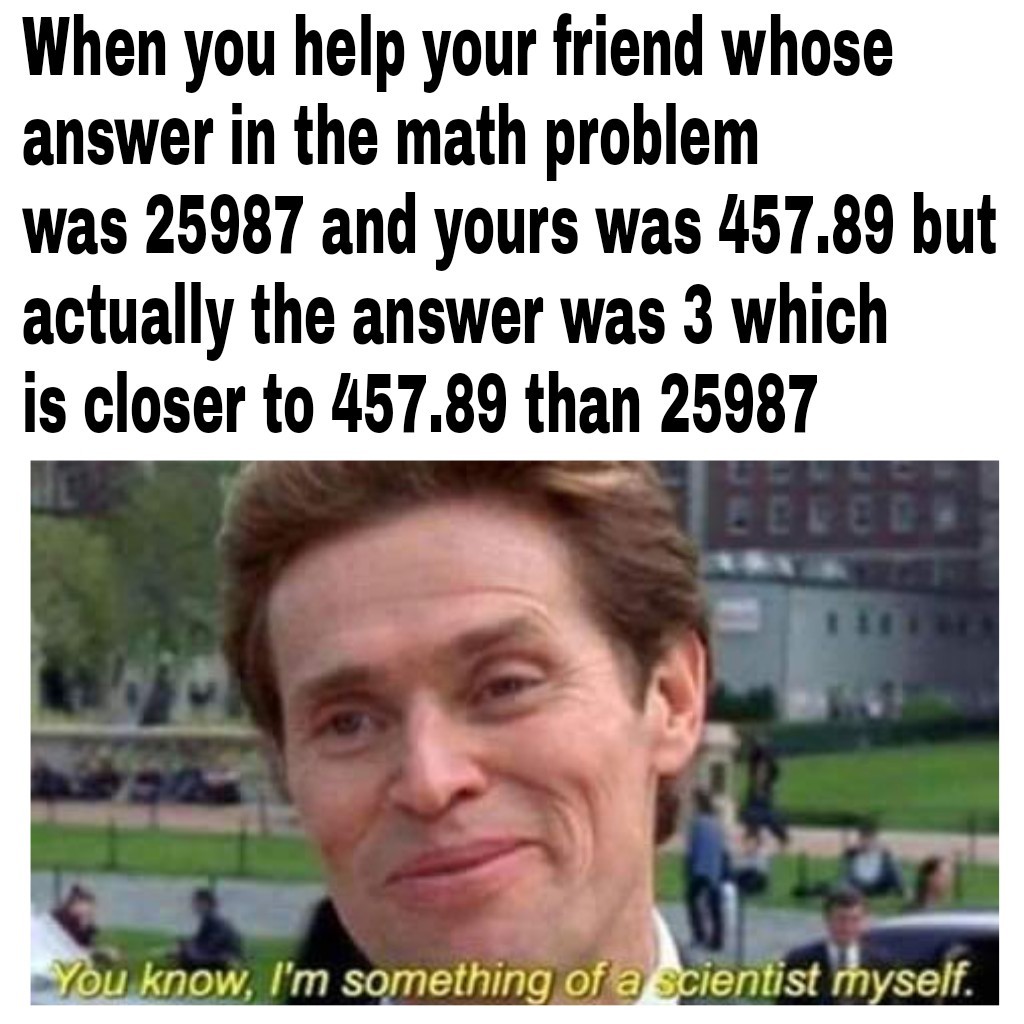 When you help your friend whose
answer in the math problem
was 25987 and yours was 457.89 but
actually the answer was 3 which
is closer to 457.89 than 25987
You know, I'm something of a scientist myself.